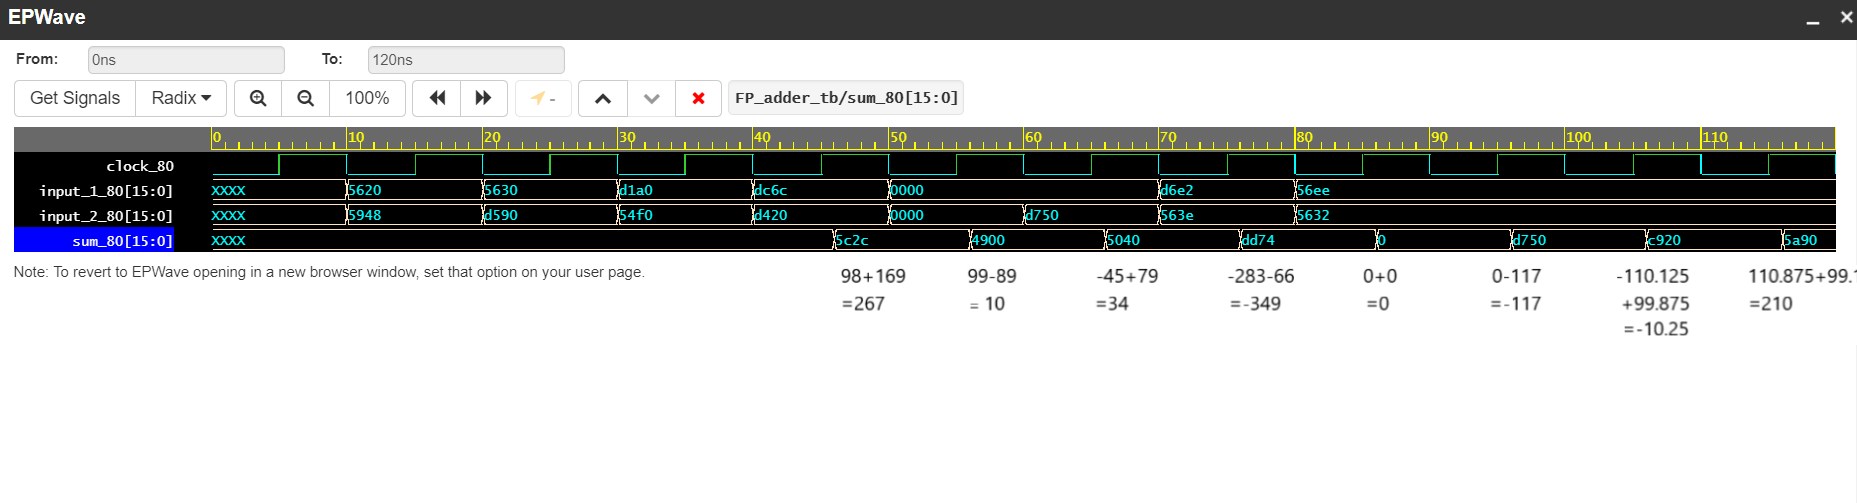 EPWave
From: 0ns To: 120ns
Get Signals Radix 100% - FP_adder_tb/sum_80[15:0]
0 10 20 30 40 50 60 70 80 90 100 110
clock_80
input_1_80[15:0] XXXX 5620 5630 d1a0 dc6c 0000 d6e2 56ee
input_2_80[15:0] XXXX 5948 d590 54f0 d420 0000 d750 563e 5632
sum_80[15:0] XXXX 5c2c 4900 5040 dd74 0 d750 c920 5a90
Note: To revert to EPWave opening in a new browser window, set that option on your user page.
98+169 99-89 -45+79 -283-66 0+0 0-117 -110.125 110.875+99.1
=267 = 10 =34 =-349 =0 =-117 +99.875 =210
=-10.25